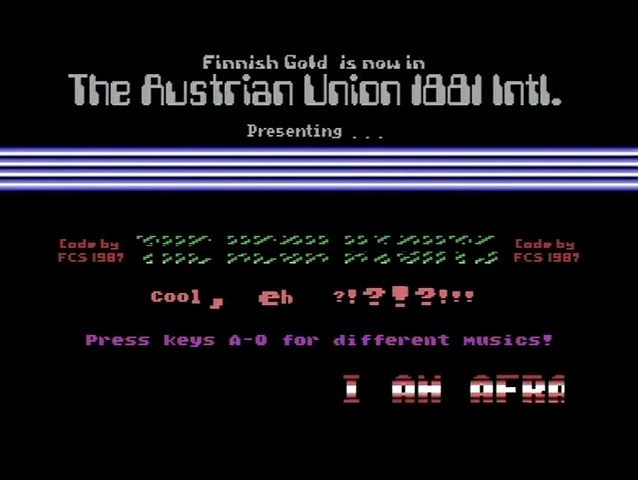 Finnish Gold is now in
The Austrian Union 1881 Intl.
Presenting ...
Code by
FCS 1987
Code by
FCS 1987
Cool, eh ?!?!?!!!
Press keys A-O for different musics!
I AM AFRA